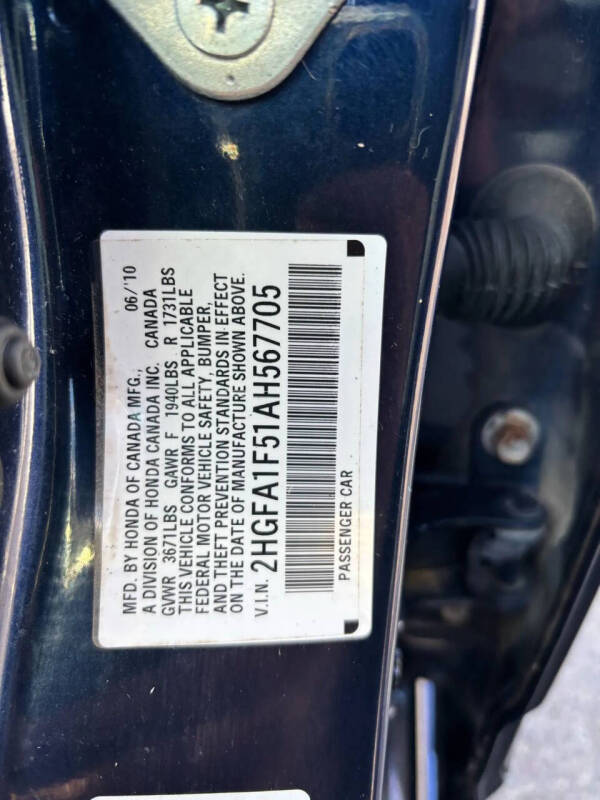 MFD. BY HONDA OF CANADA MFG., 06/'10
A DIVISION OF HONDA CANADA INC. CANADA
GVWR 3671LBS GAWR F 1940LBS R 1731LBS
THIS VEHICLE CONFORMS TO ALL APPLICABLE
FEDERAL MOTOR VEHICLE SAFETY, BUMPER,
AND THEFT PREVENTION STANDARDS IN EFFECT
ON THE DATE OF MANUFACTURE SHOWN ABOVE.
V.I.N. 2HGFA1F51AH567705
PASSENGER CAR